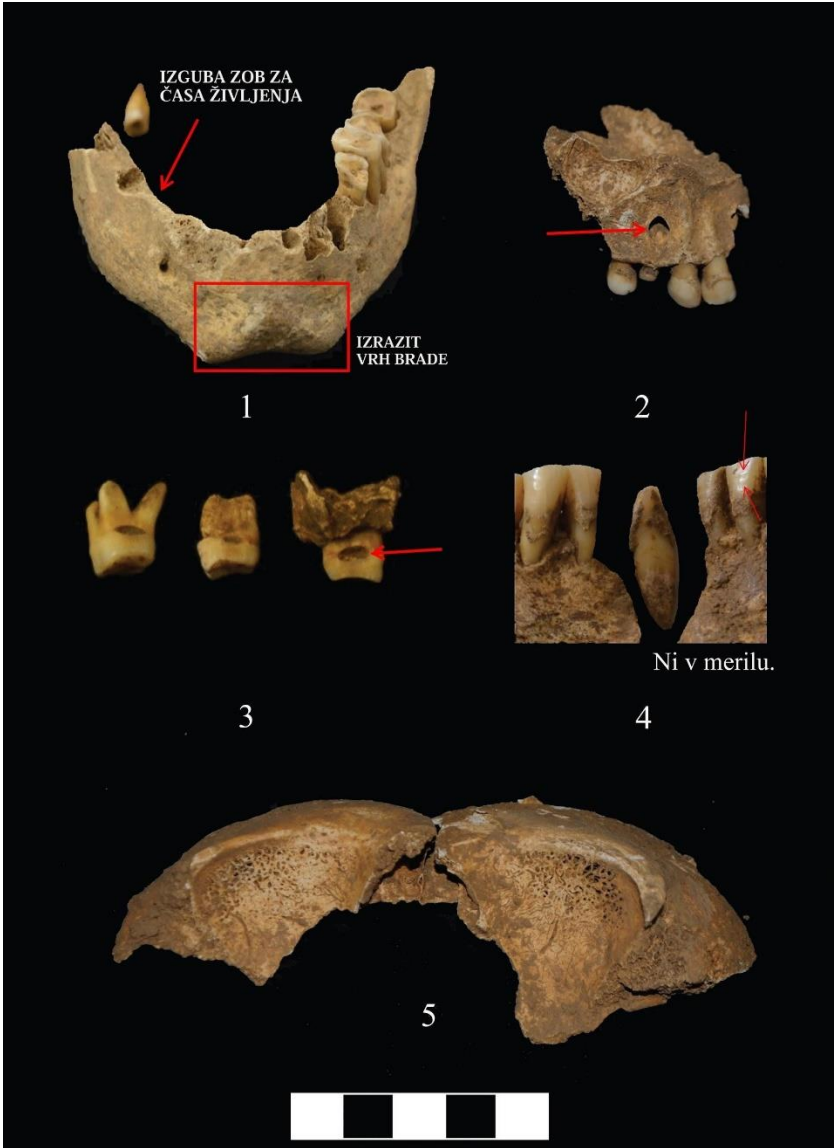 IZGUBA ZOB ZA
ČASA ŽIVLJENJA
IZRAZIT
VRH BRADE
1
2
3
4
Ni v merilu.
5